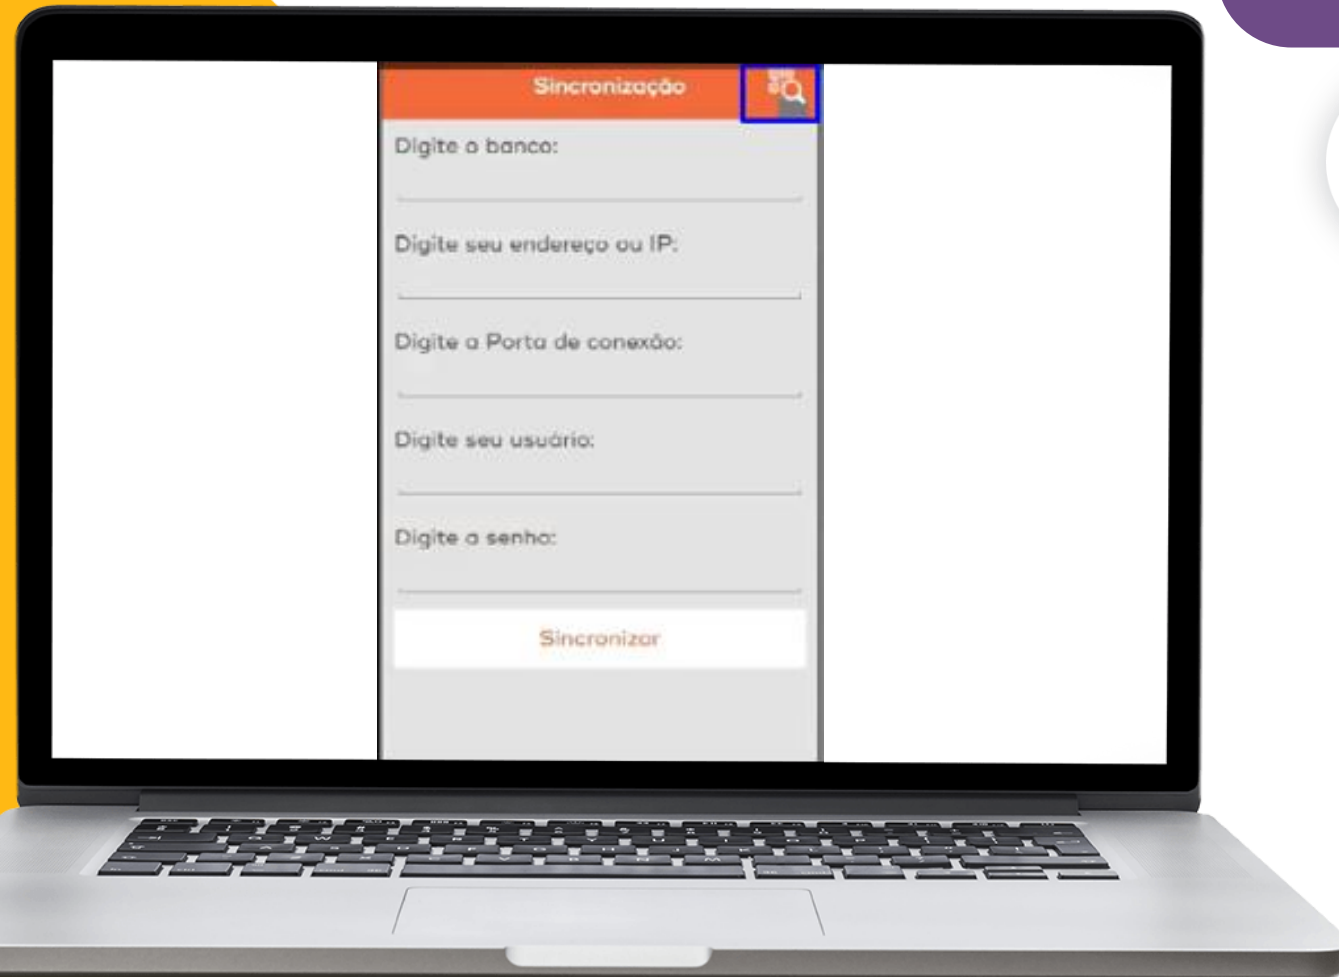 Sincronização
Digite o banco:
Digite seu endereço ou IP:
Digite a Porta de conexão:
Digite seu usuário:
Digite a senha:
Sincronizar